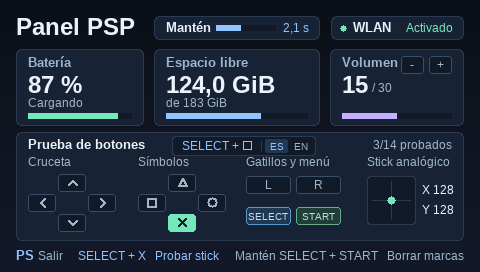 Panel PSP
Mantén 2,1 s
WLAN Activado
Batería
87 %
Cargando
Espacio libre
124,0 GiB
de 183 GiB
Volumen - +
15 / 30
Prueba de botones
SELECT + □ | ES EN
3/14 probados
Cruceta
Símbolos
Gatillos y menú
Stick analógico
L R
SELECT START
X 128
Y 128
PS Salir SELECT + X Probar stick Mantén SELECT + START Borrar marcas